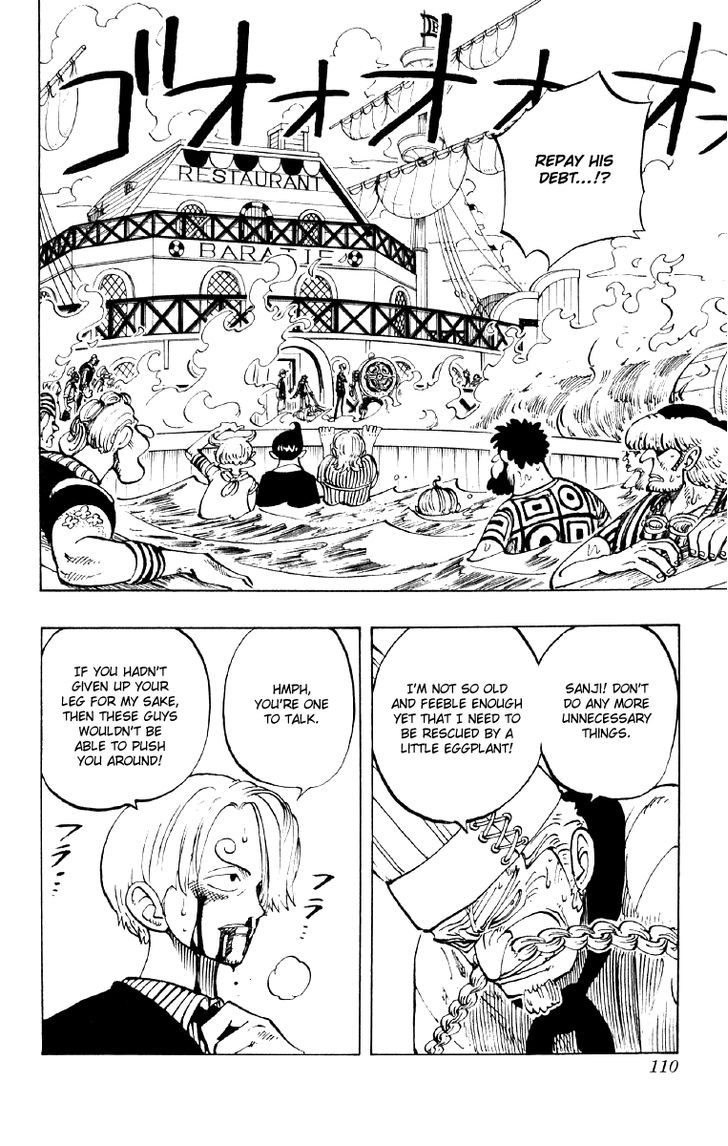 ゴオォオオォオ
REPAY HIS
DEBT...!?
RESTAURANT
BARATIE
SANJI! DON'T
DO ANY MORE
UNNECESSARY
THINGS.
I'M NOT SO OLD
AND FEEBLE ENOUGH
YET THAT I NEED TO
BE RESCUED BY A
LITTLE EGGPLANT!
HMPH,
YOU'RE ONE
TO TALK.
IF YOU HADN'T
GIVEN UP YOUR
LEG FOR MY SAKE,
THEN THESE GUYS
WOULDN'T BE
ABLE TO PUSH
YOU AROUND!
フラ...
フラ
110